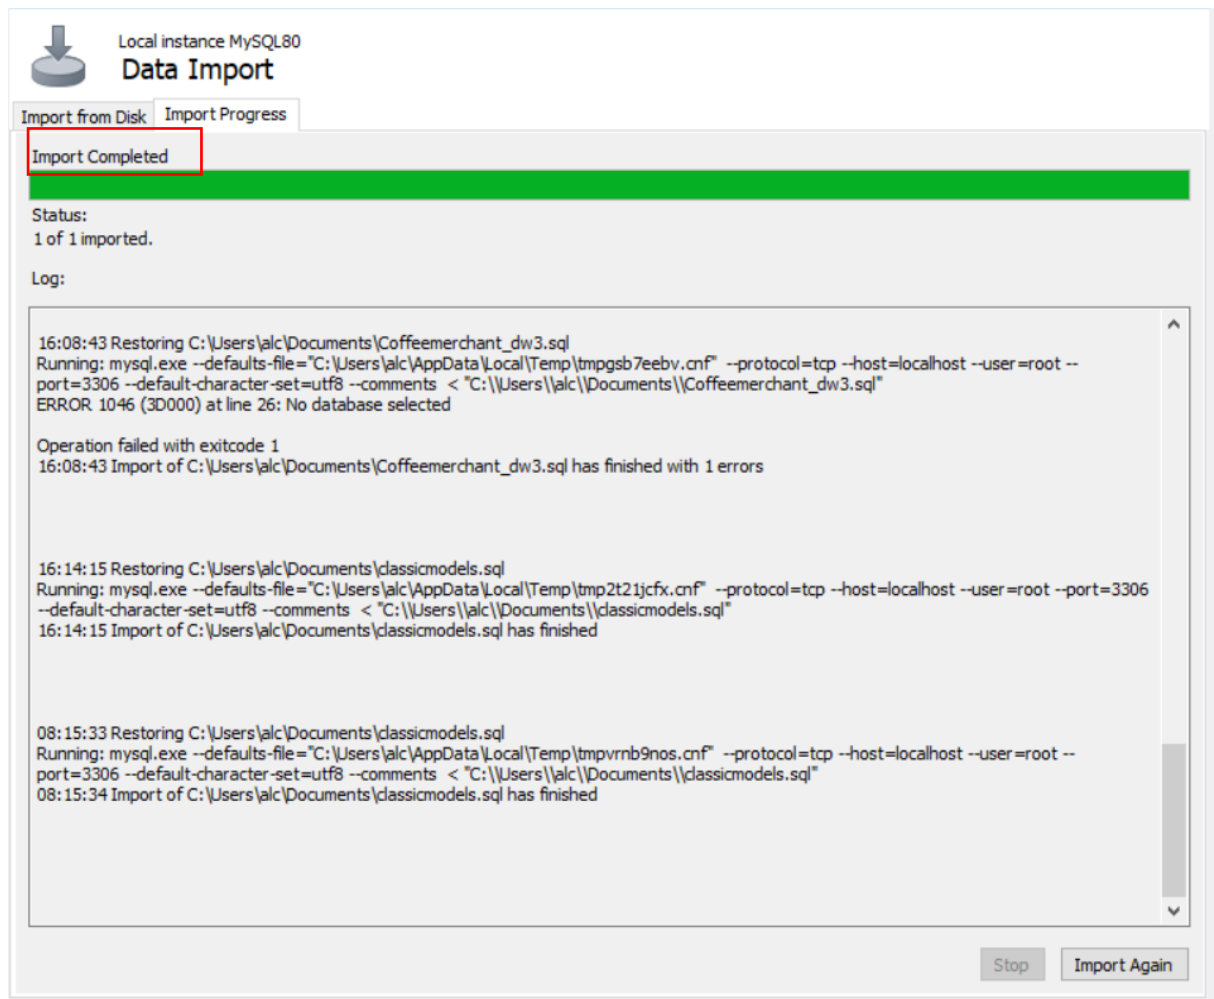 Local instance MySQL80
Data Import
Import from Disk
Import Progress
Import Completed
Status:
1 of 1 imported.
Log:
16:08:43 Restoring C:\Users\alc\Documents\Coffeemerchant_dw3.sql
Running: mysql.exe --defaults-file="C:\Users\alc\AppData\Local\Temp\tmpgsb7eebv.cnf"  --protocol=tcp --host=localhost --user=root --
port=3306 --default-character-set=utf8 --comments  < "C:\\Users\\alc\\Documents\\Coffeemerchant_dw3.sql"
ERROR 1046 (3D000) at line 26: No database selected
Operation failed with exitcode 1
16:08:43 Import of C:\Users\alc\Documents\Coffeemerchant_dw3.sql has finished with 1 errors
16:14:15 Restoring C:\Users\alc\Documents\classicmodels.sql
Running: mysql.exe --defaults-file="C:\Users\alc\AppData\Local\Temp\tmp2t21jcfx.cnf"  --protocol=tcp --host=localhost --user=root --port=3306
--default-character-set=utf8 --comments  < "C:\\Users\\alc\\Documents\\classicmodels.sql"
16:14:15 Import of C:\Users\alc\Documents\classicmodels.sql has finished
08:15:33 Restoring C:\Users\alc\Documents\classicmodels.sql
Running: mysql.exe --defaults-file="C:\Users\alc\AppData\Local\Temp\tmpvrnb9nos.cnf"  --protocol=tcp --host=localhost --user=root --
port=3306 --default-character-set=utf8 --comments  < "C:\\Users\\alc\\Documents\\classicmodels.sql"
08:15:34 Import of C:\Users\alc\Documents\classicmodels.sql has finished
Stop
Import Again